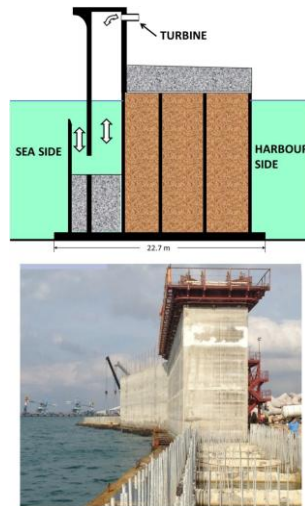 TURBINE
SEA SIDE
HARBOUR
SIDE
22.7 m